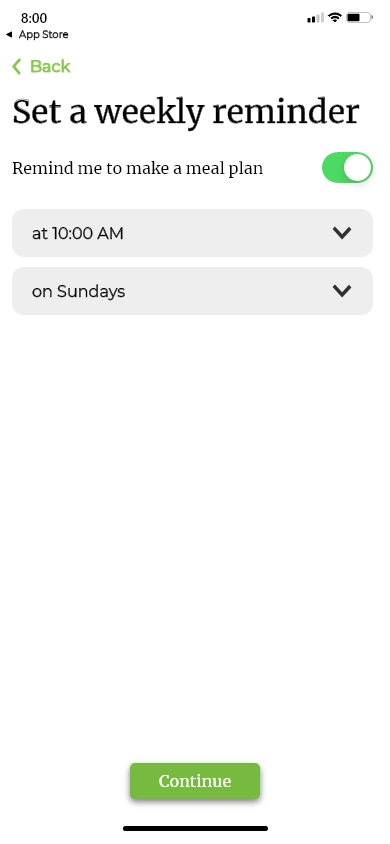 8:00
App Store
Back
Set a weekly reminder
Remind me to make a meal plan
at 10:00 AM
on Sundays
Continue